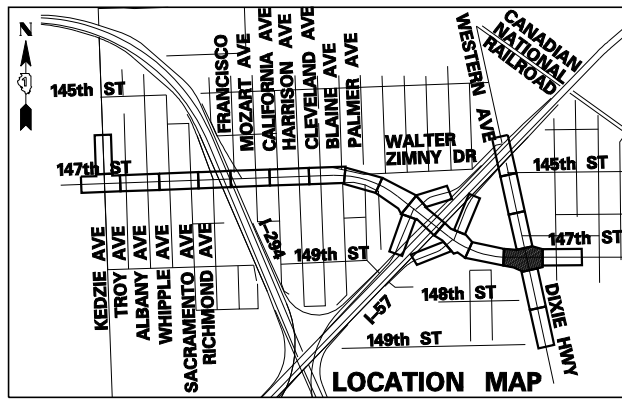 N
145th ST
147th ST
FRANCISCO
MOZART AVE
CALIFORNIA AVE
HARRISON AVE
CLEVELAND AVE
BLAINE AVE
PALMER AVE
WESTERN AVE
CANADIAN
NATIONAL
RAILROAD
WALTER
ZIMNY DR
145th ST
147th ST
KEDZIE AVE
TROY AVE
ALBANY AVE
WHIPPLE AVE
SACRAMENTO AVE
RICHMOND AVE
I-294
149th ST
I-57
148th ST
149th ST
DIXIE HWY
LOCATION MAP